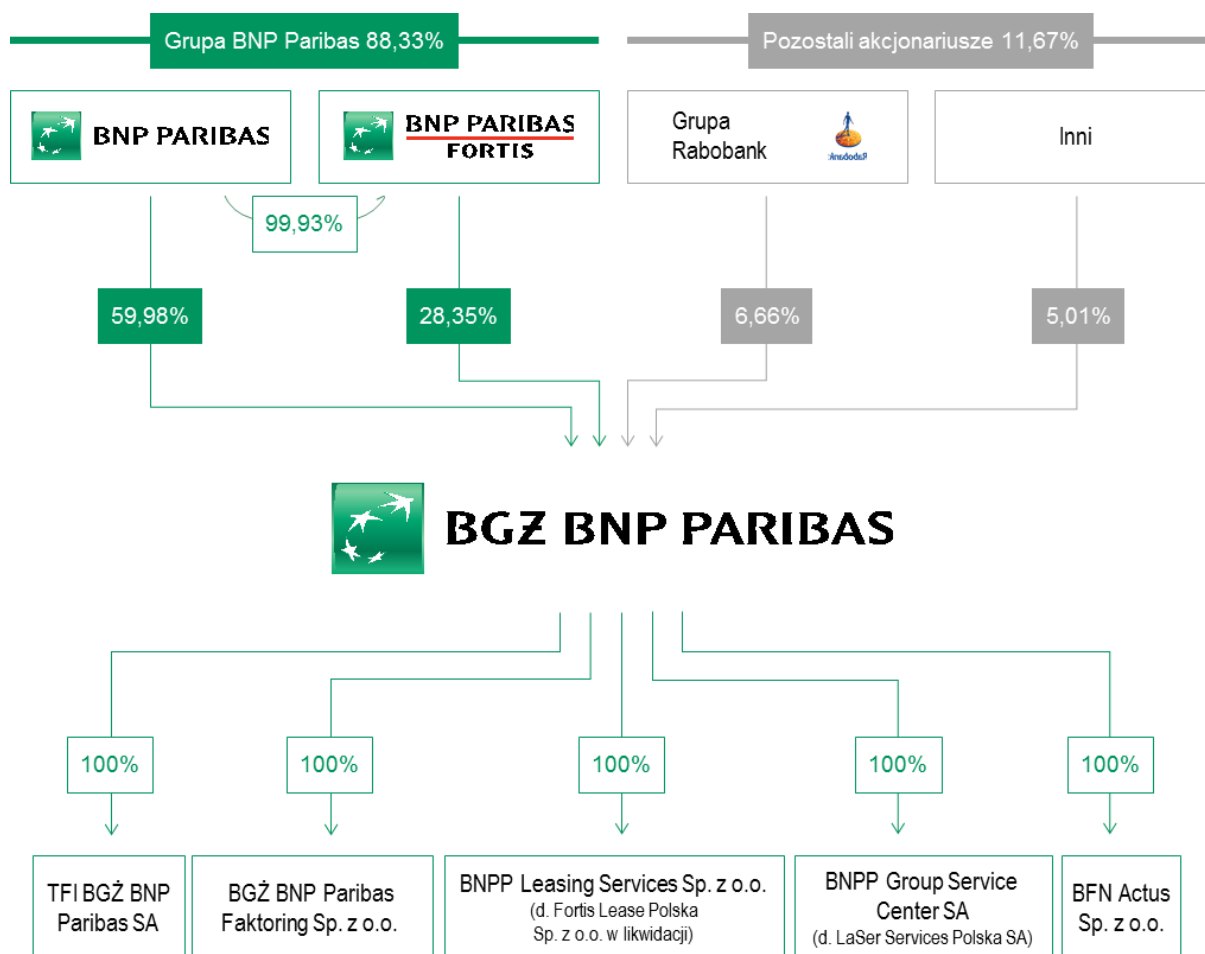 Grupa BNP Paribas 88,33%
Pozostali akcjonariusze 11,67%
BNP PARIBAS
BNP PARIBAS
FORTIS
Grupa
Rabobank
Rabobank
Inni
99,93%
59,98%
28,35%
6,66%
5,01%
BGŻ BNP PARIBAS
100%
100%
100%
100%
100%
TFI BGŻ BNP
Paribas SA
BGŻ BNP Paribas
Faktoring Sp. z o.o.
BNPP Leasing Services Sp. z o.o.
(d. Fortis Lease Polska
Sp. z o.o. w likwidacji)
BNPP Group Service
Center SA
(d. LaSer Services Polska SA)
BFN Actus
Sp. z o.o.